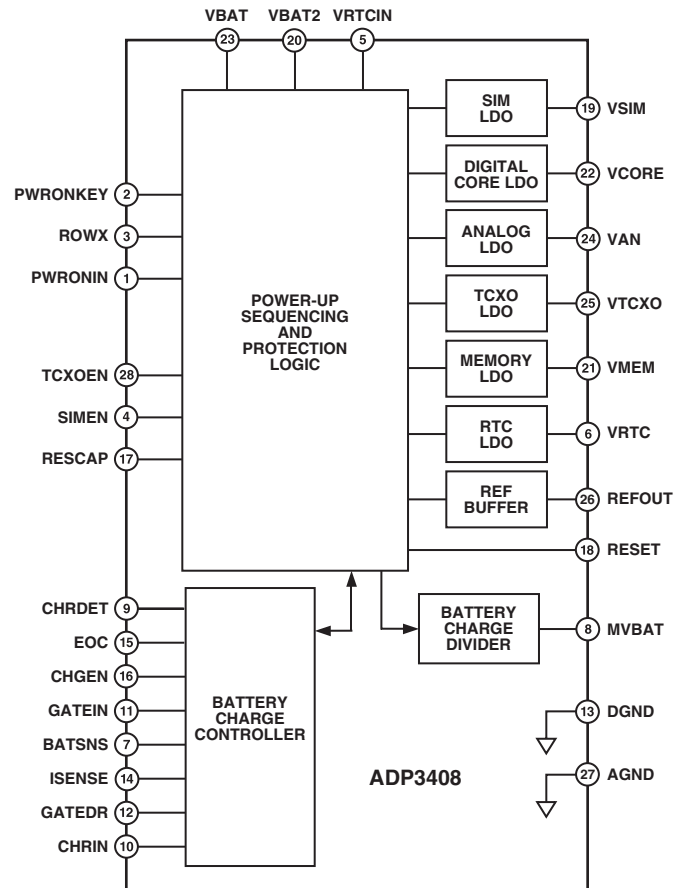 VBAT VBAT2 VRTCIN
23 20 5
PWRONKEY 2
ROWX 3
PWRONIN 1
TCXOEN 28
SIMEN 4
RESCAP 17
POWER-UP
SEQUENCING
AND
PROTECTION
LOGIC
SIM
LDO
19 VSIM
DIGITAL
CORE LDO
22 VCORE
ANALOG
LDO
24 VAN
TCXO
LDO
25 VTCXO
MEMORY
LDO
21 VMEM
RTC
LDO
6 VRTC
REF
BUFFER
26 REFOUT
18 RESET
CHRDET 9
EOC 15
CHGEN 16
GATEIN 11
BATSNS 7
ISENSE 14
GATEDR 12
CHRIN 10
BATTERY
CHARGE
CONTROLLER
BATTERY
CHARGE
DIVIDER
8 MVBAT
13 DGND
27 AGND
ADP3408